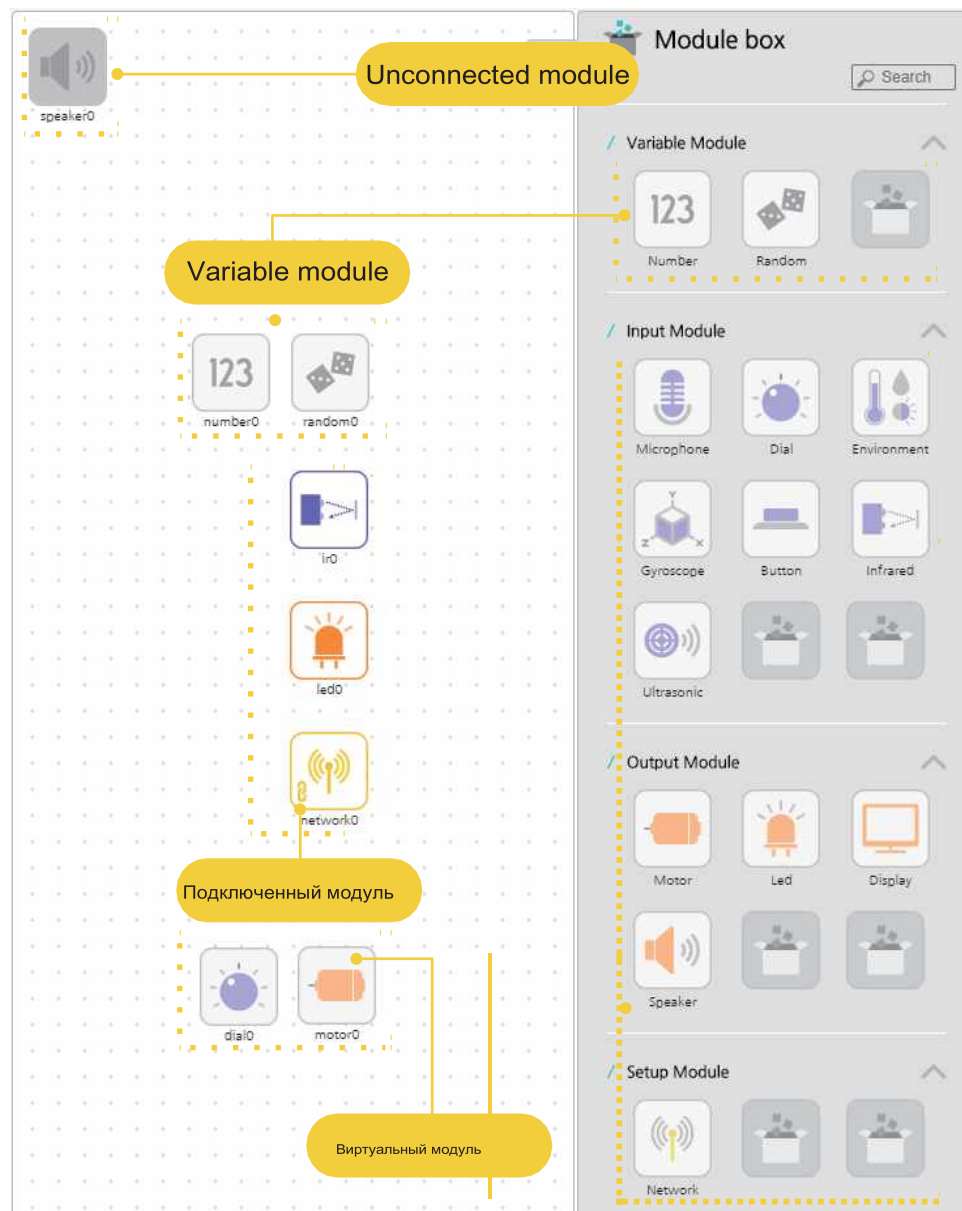 Module box
Unconnected module
Search
speaker0
Variable Module
123
Number
Random
Variable module
Input Module
123
number0
random0
Microphone
Dial
Environment
Y
Z
X
Gyroscope
Button
Infrared
ir0
Ultrasonic
led0
Output Module
network0
Motor
Led
Display
Подключенный модуль
Speaker
dial0
motor0
Setup Module
Виртуальный модуль
Network